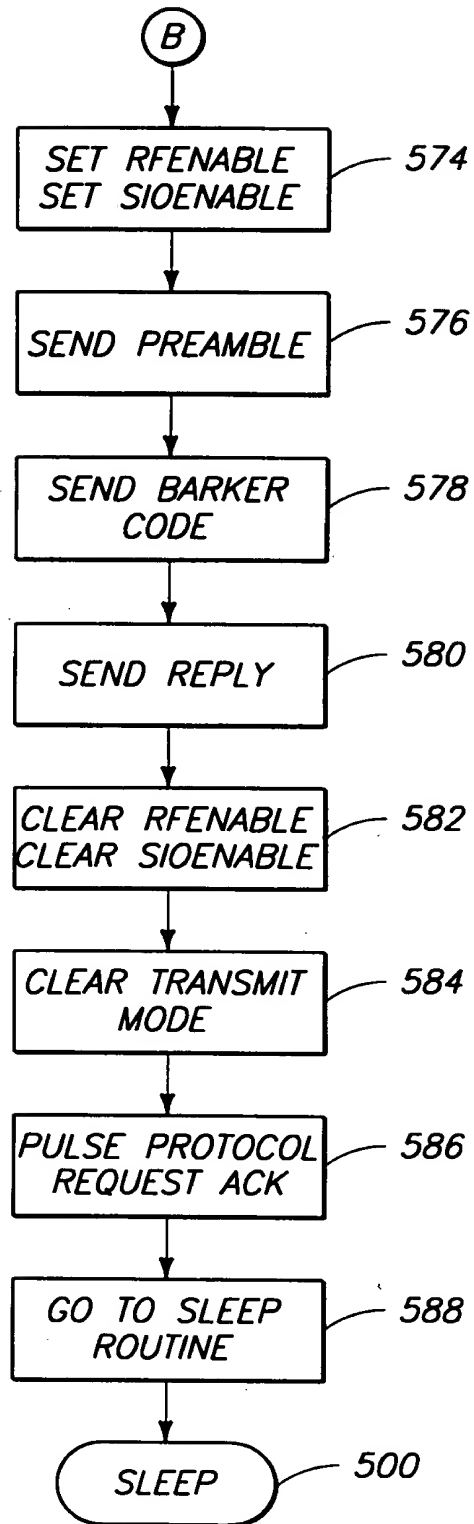 B
SET RFENABLE
SET SIOENABLE
574
SEND PREAMBLE
576
SEND BARKER
CODE
578
SEND REPLY
580
CLEAR RFENABLE
CLEAR SIOENABLE
582
CLEAR TRANSMIT
MODE
584
PULSE PROTOCOL
REQUEST ACK
586
GO TO SLEEP
ROUTINE
588
SLEEP
500